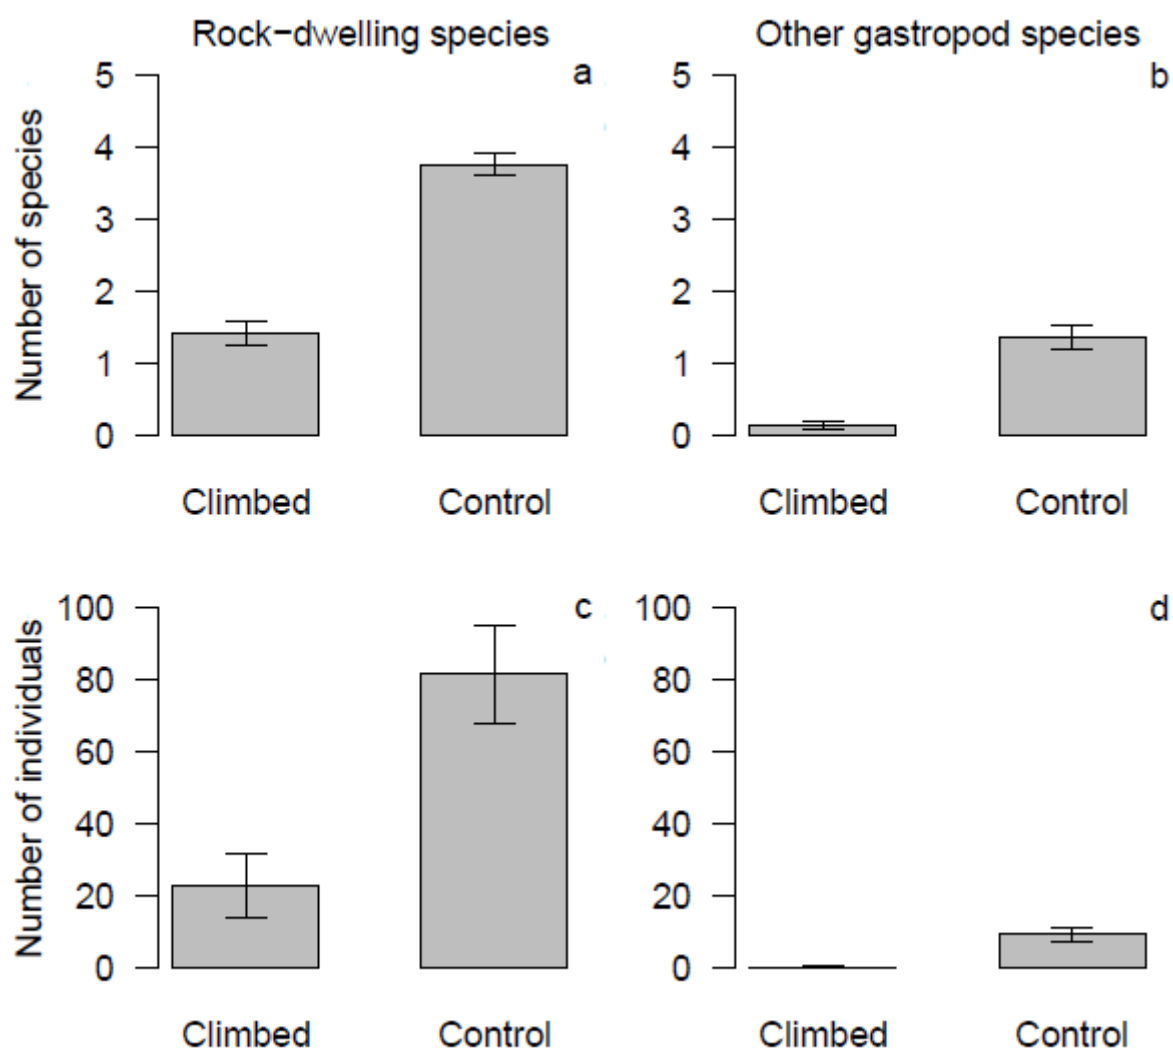 Rock-dwelling species
Other gastropod species
a
b
Number of species
5
4
3
2
1
0
5
4
3
2
1
0
Climbed
Control
Climbed
Control
c
d
Number of individuals
100
80
60
40
20
0
100
80
60
40
20
0
Climbed
Control
Climbed
Control